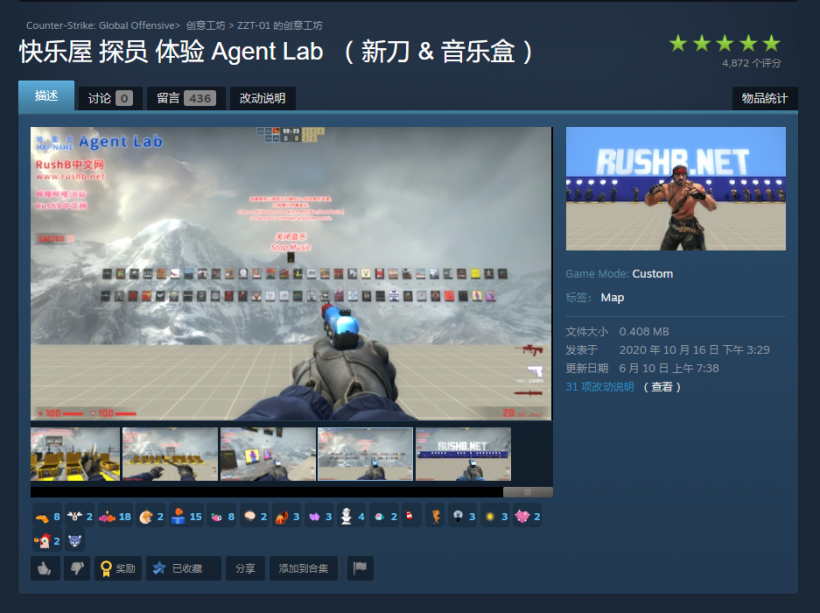 Counter-Strike: Global Offensive> 创意工坊 > ZZT-01 的创意工坊
快乐屋 探员 体验 Agent Lab （ 新刀 & 音乐盒 ）
4,872 个评分
描述
讨论 0
留言 436
改动说明
物品统计
地 图 名
MAP NAME Agent Lab
RushB中文网
www.rushb.net
关闭音乐
Stop Music
RUSHB.NET
Game Mode: Custom
标签： Map
文件大小 0.408 MB
发表于 2020 年 10 月 16 日 下午 3:29
更新日期 6 月 10 日 上午 7:38
31 项改动说明 （ 查看 ）
RUSHB.NET
8 2 18 2 15 8 2 3 3 4 2 3 3 2
2
奖励
已收藏
分享
添加到合集